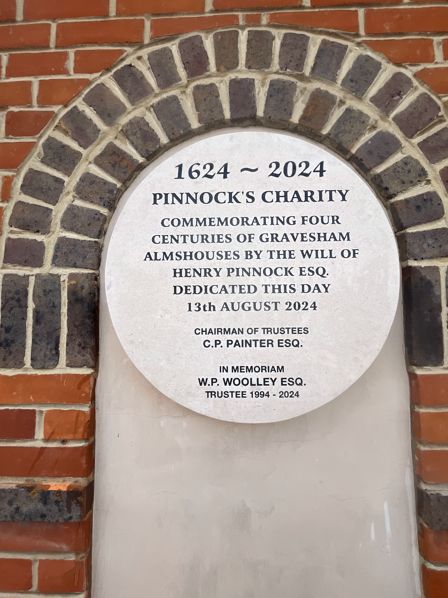 1624 ~ 2024
PINNOCK'S CHARITY
COMMEMORATING FOUR
CENTURIES OF GRAVESHAM
ALMSHOUSES BY THE WILL OF
HENRY PINNOCK ESQ.
DEDICATED THIS DAY
13th AUGUST 2024
CHAIRMAN OF TRUSTEES
C.P. PAINTER ESQ.
IN MEMORIAM
W.P. WOOLLEY ESQ.
TRUSTEE 1994 - 2024